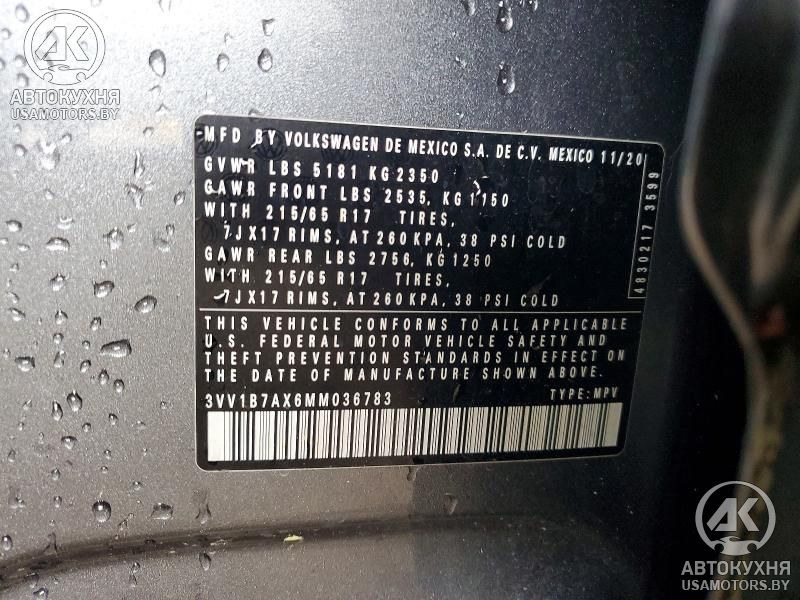 АК
АВТОКУХНЯ
USAMOTORS.BY
MFD BY VOLKSWAGEN DE MEXICO S.A. DE C.V. MEXICO 11/20
GVWR LBS 5181 KG 2350
GAWR FRONT LBS 2535, KG 1150
WITH 215/65 R17 TIRES,
7JX17 RIMS, AT 260 KPA, 38 PSI COLD
GAWR REAR LBS 2756, KG 1250
WITH 215/65 R17 TIRES,
7JX17 RIMS, AT 260 KPA, 38 PSI COLD
48302117 3599
THIS VEHICLE CONFORMS TO ALL APPLICABLE
U.S. FEDERAL MOTOR VEHICLE SAFETY AND
THEFT PREVENTION STANDARDS IN EFFECT ON
THE DATE OF MANUFACTURE SHOWN ABOVE.
3VV1B7AX6MM036783 TYPE: MPV
АК
АВТОКУХНЯ
USAMOTORS.BY